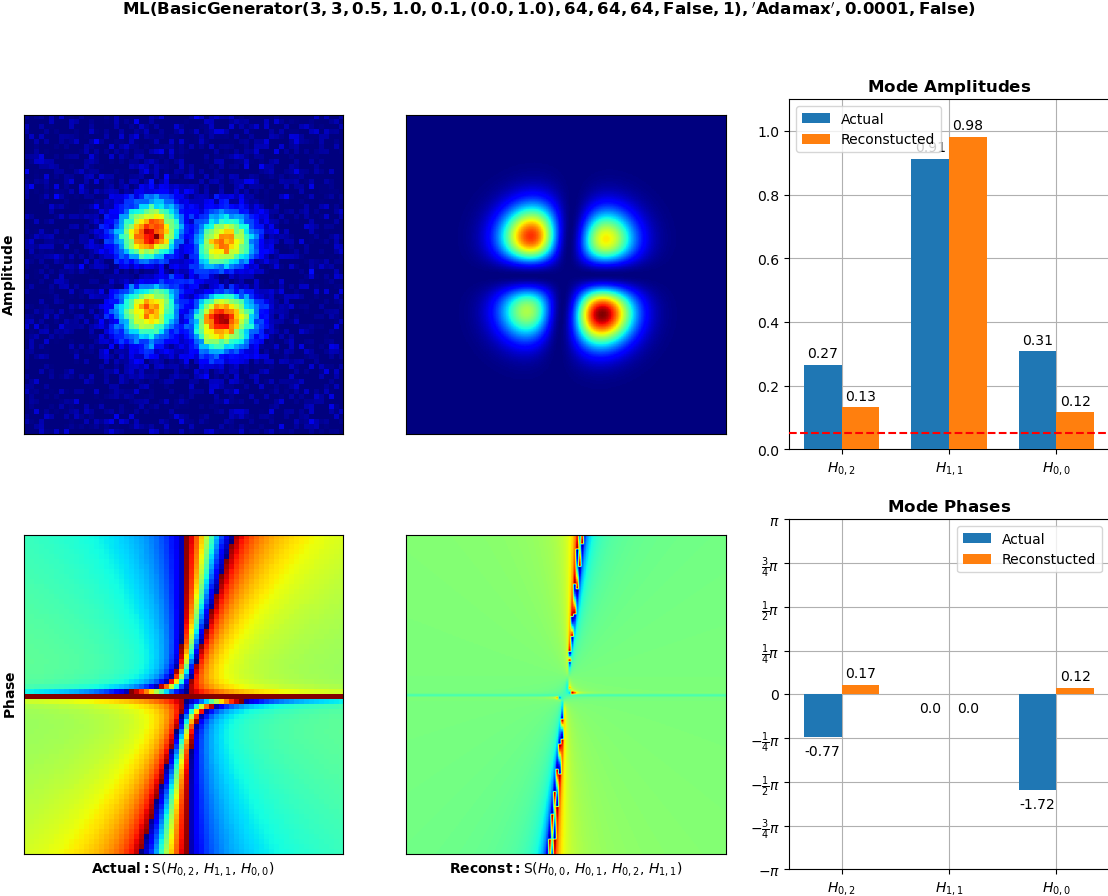 ML(BasicGenerator(3, 3, 0.5, 1.0, 0.1, (0.0, 1.0), 64, 64, 64, False, 1), 'Adamax', 0.0001, False)
Amplitude
Mode Amplitudes
Actual
Reconstucted
1.0
0.8
0.6
0.4
0.2
0.0
0.27
0.13
0.91
0.98
0.31
0.12
H0,2
H1,1
H0,0
Phase
Actual: S(H0,2, H1,1, H0,0)
Reconst: S(H0,0, H0,1, H0,2, H1,1)
Mode Phases
Actual
Reconstucted
π
3/4π
1/2π
1/4π
0
−1/4π
−1/2π
−3/4π
−π
-0.77
0.17
0.0
0.0
-1.72
0.12
H0,2
H1,1
H0,0